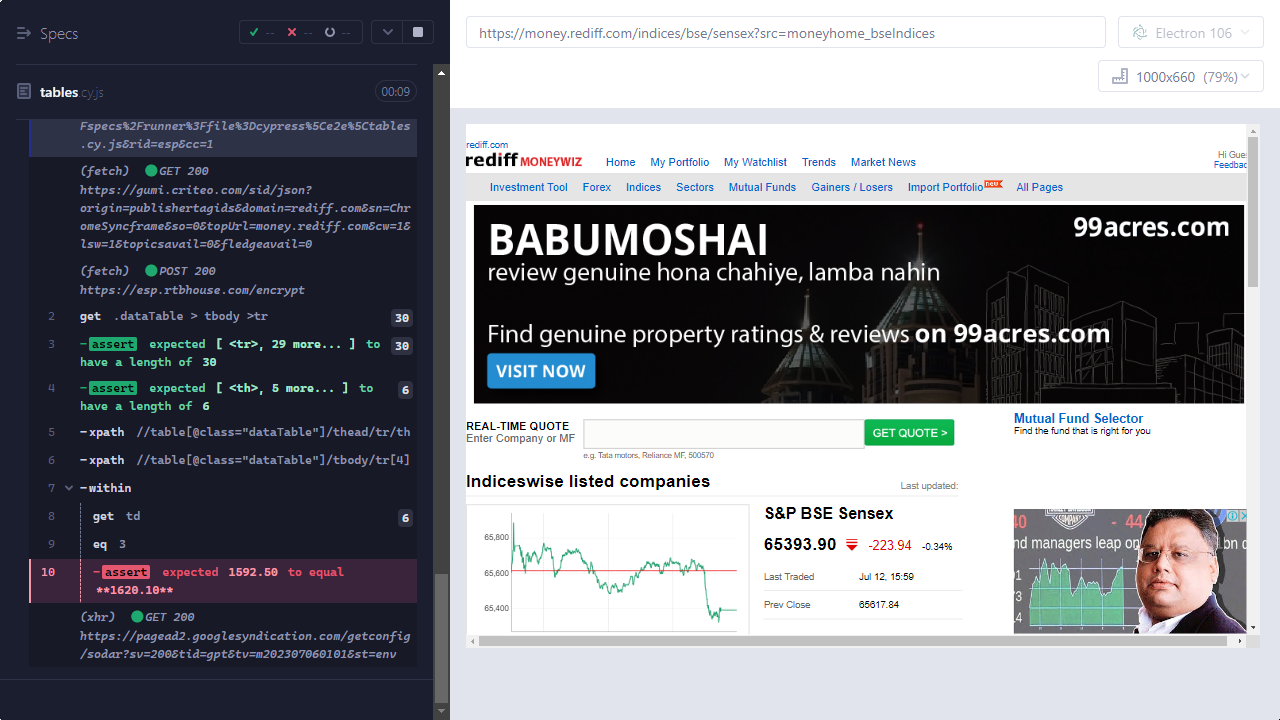 Specs
-- -- --
tables.cy.js
00:09
Fspecs%2Frunner%3Ffile%3Dcypress%5Ce2e%5Ctables
.cy.js&rid=esp&cc=1
(fetch) GET 200
https://gumi.criteo.com/sid/json?
origin=publishertagids&domain=rediff.com&sn=Chr
omeSyncframe&so=0&topUrl=money.rediff.com&cw=1&
lsw=1&topicsavail=0&fledgeavail=0
(fetch) POST 200
https://esp.rtbhouse.com/encrypt
2 get .dataTable > tbody >tr 30
3 -assert expected [ <tr>, 29 more... ] to 30
have a length of 30
4 -assert expected [ <th>, 5 more... ] to 6
have a length of 6
5 -xpath //table[@class="dataTable"]/thead/tr/th
6 -xpath //table[@class="dataTable"]/tbody/tr[4]
7 -within
8 get td 6
9 eq 3
10 -assert expected 1592.50 to equal
**1620.10**
(xhr) GET 200
https://pagead2.googlesyndication.com/getconfig
/sodar?sv=200&tid=gpt&tv=m202307060101&st=env
https://money.rediff.com/indices/bse/sensex?src=moneyhome_bseIndices
Electron 106
1000x660 (79%)
rediff.com
rediff MONEYWIZ
Home My Portfolio My Watchlist Trends Market News
Hi Gues
Feedbac
Investment Tool Forex Indices Sectors Mutual Funds Gainers / Losers Import Portfolio new All Pages
BABUMOSHAI
99acres.com
review genuine hona chahiye, lamba nahin
Find genuine property ratings & reviews on 99acres.com
VISIT NOW
REAL-TIME QUOTE
Enter Company or MF
GET QUOTE >
e.g. Tata motors, Reliance MF, 500570
Mutual Fund Selector
Find the fund that is right for you
Indiceswise listed companies
Last updated:
65,800
65,600
65,400
S&P BSE Sensex
65393.90 -223.94 -0.34%
Last Traded Jul 12, 15:59
Prev Close 65617.84
40 - 44
nd managers leap on